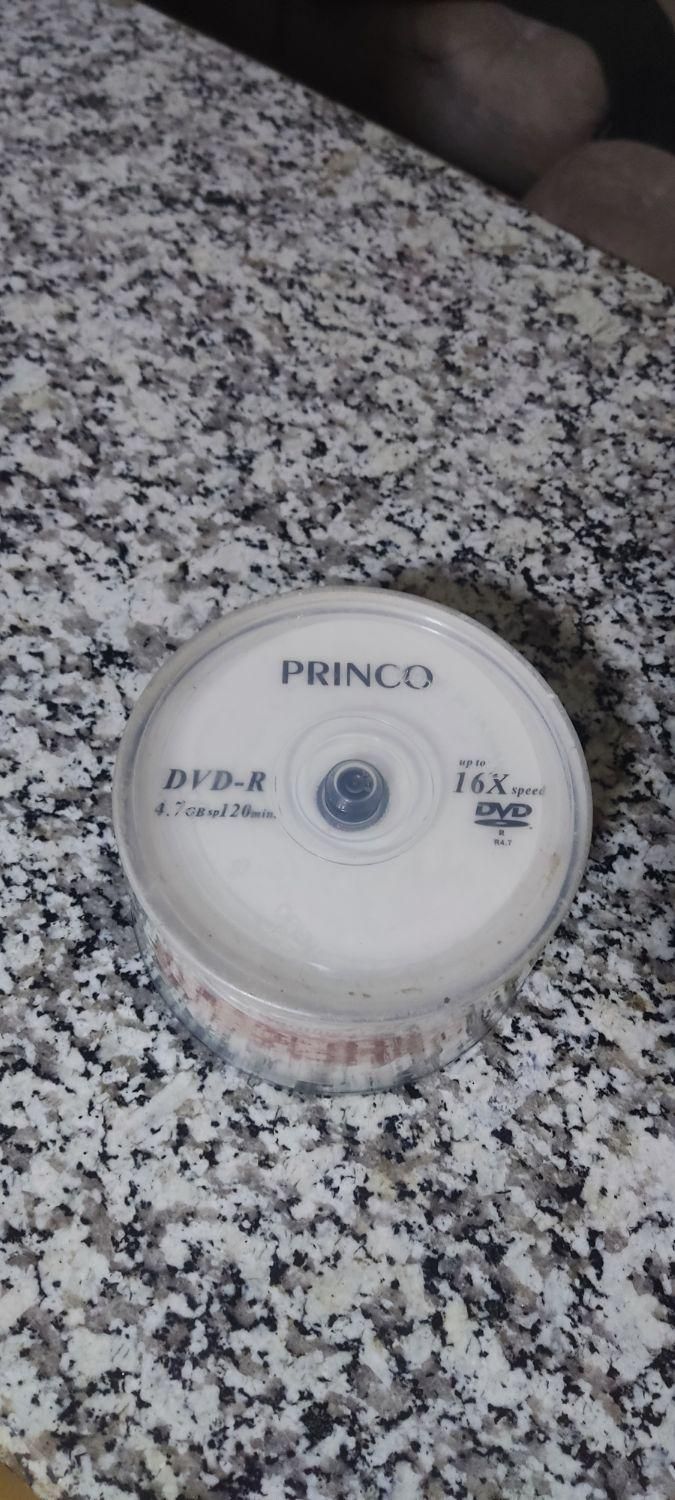 PRINCO
DVD-R
4.7GB sp120min.
up to
16X speed
DVD
R
R4.7